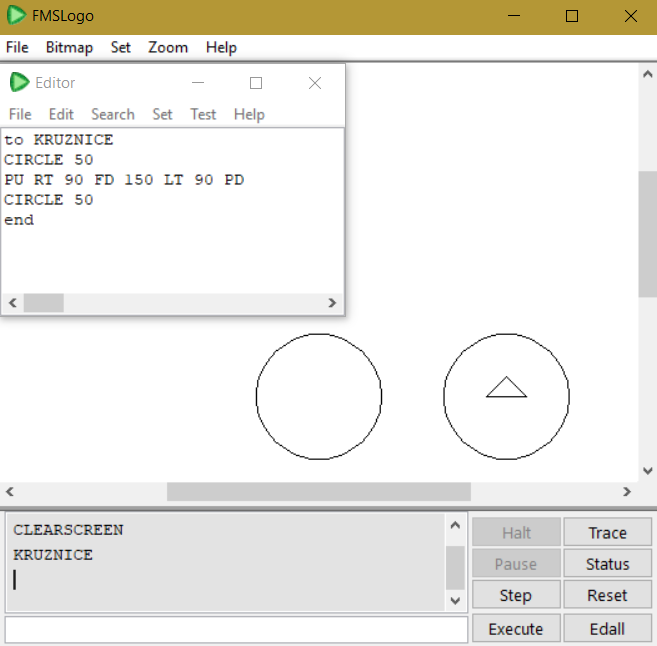 FMSLogo
File Bitmap Set Zoom Help
Editor
File Edit Search Set Test Help
to KRUZNICE
CIRCLE 50
PU RT 90 FD 150 LT 90 PD
CIRCLE 50
end
CLEARSCREEN
KRUZNICE
Halt Trace
Pause Status
Step Reset
Execute Edall